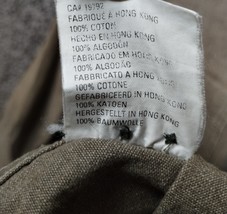 CA# 15792
FABRIQUÉ A HONG KONG
100% COTON
HECHO EN HONG KONG
100% ALGODÓN
FABRICADO EM HONG KONG
100% ALGODÃO
FABBRICATO A HONG KONG
100% COTONE
GEFABRICEERD IN HONG KONG
100% KATOEN
HERGESTELLT IN HONG KONG
100% BAUMWOLLE